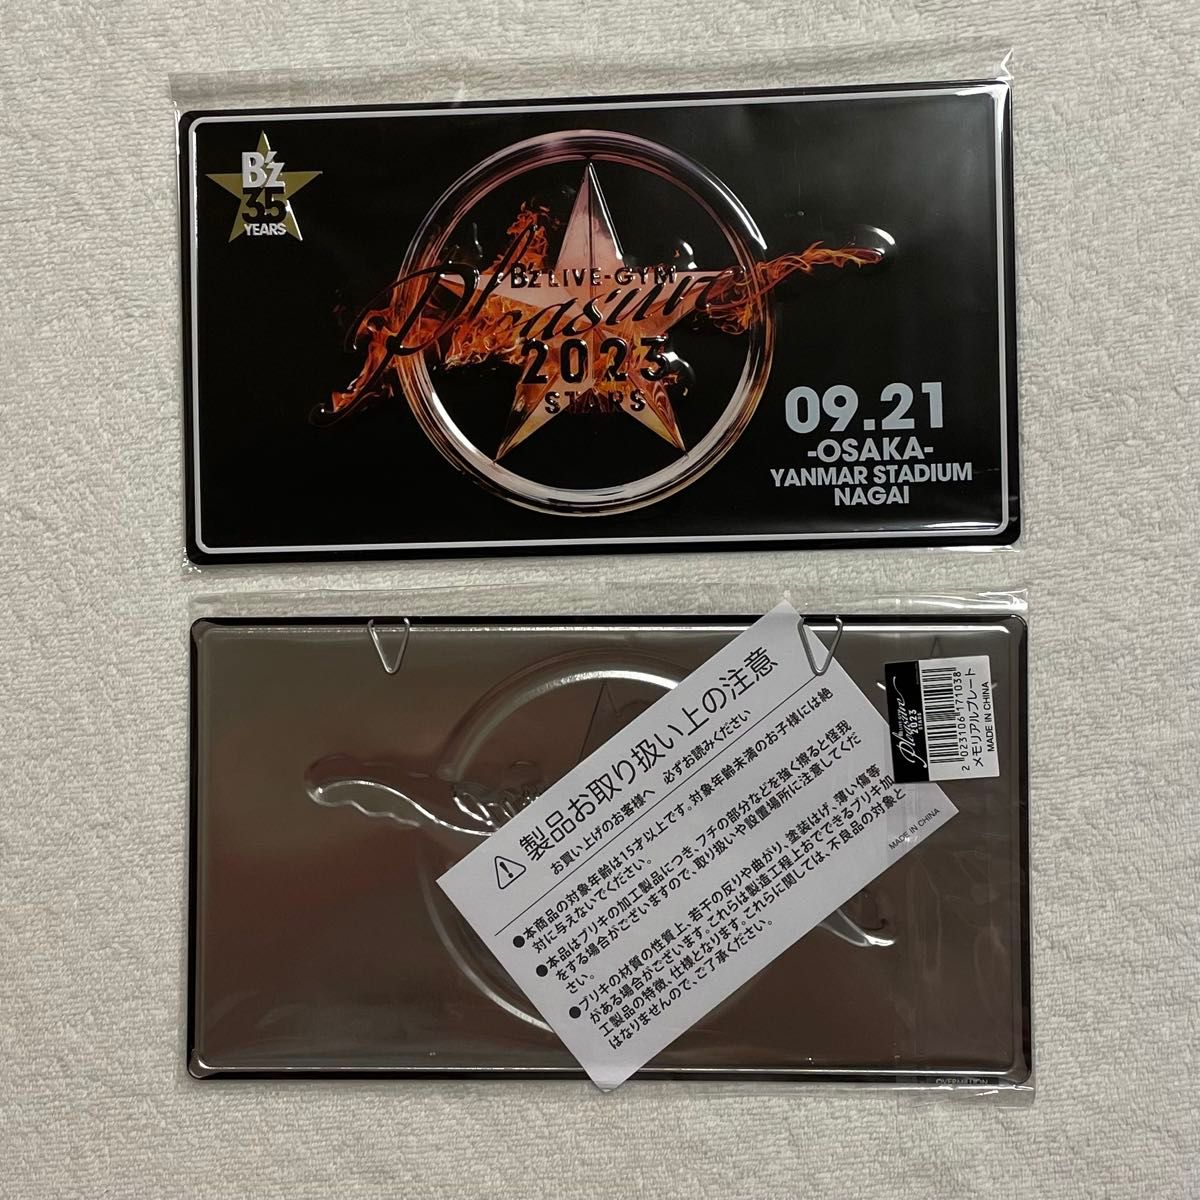 B'z
35
YEARS
B'z LIVE-GYM
Pleasure
2023
STARS
09.21
-OSAKA-
YANMAR STADIUM
NAGAI
製品お取り扱い上の注意
お買い上げのお客様へ 必ずお読みください
●本商品の対象年齢は15才以上です。対象年齢未満のお子様には絶
対に与えないでください。
●本品はブリキの加工製品につき、フチの部分などを強く擦ると怪我
をする場合がございますので、取り扱いや設置場所に注意してくだ
さい。
●ブリキの材質の性質上、若干の反りや曲がり、塗装はげ、薄い傷等
がある場合がございます。これらは製造工程上おでできるブリキ加
工製品の特徴、仕様となります。これらに関しては、不良品の対象と
はなりませんので、ご了承ください。
MADE IN CHINA
Pleasure
2023
STARS
2 023106 171038
メモリアルプレート
MADE IN CHINA
OVERMILLION